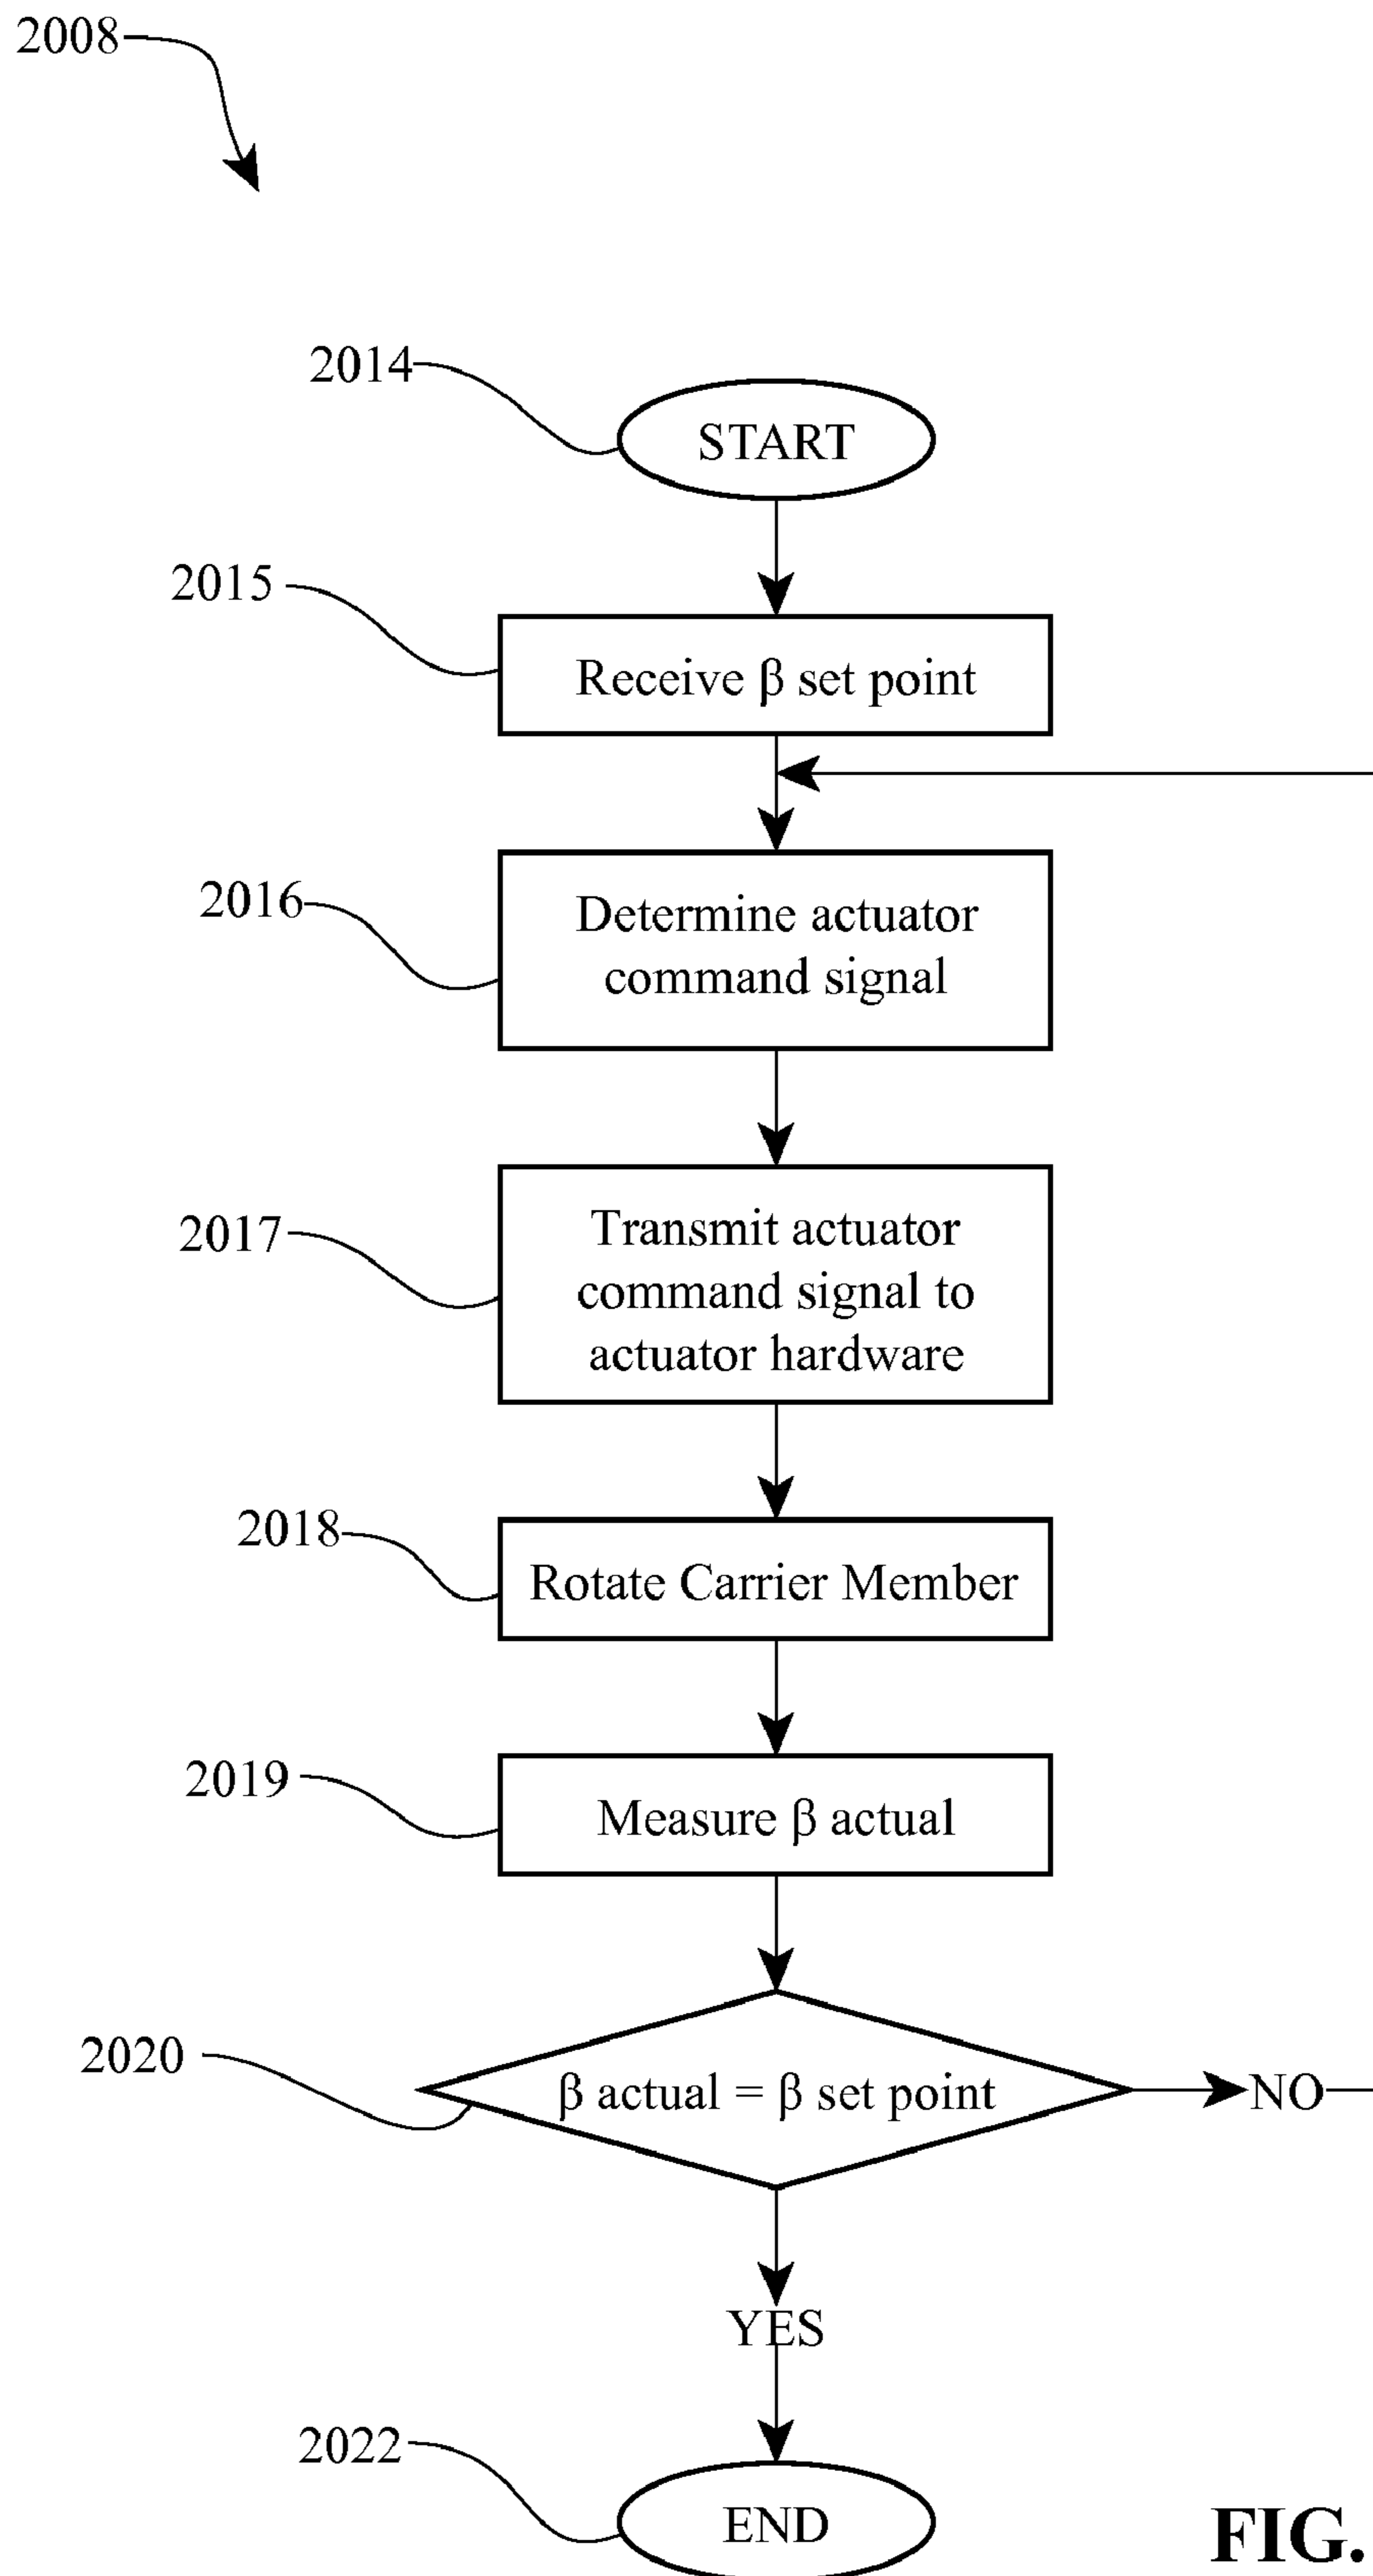 2008
2014
START
2015
Receive β set point
2016
Determine actuator
command signal
2017
Transmit actuator
command signal to
actuator hardware
2018
Rotate Carrier Member
2019
Measure β actual
2020
β actual = β set point
NO
YES
2022
END
FIG.